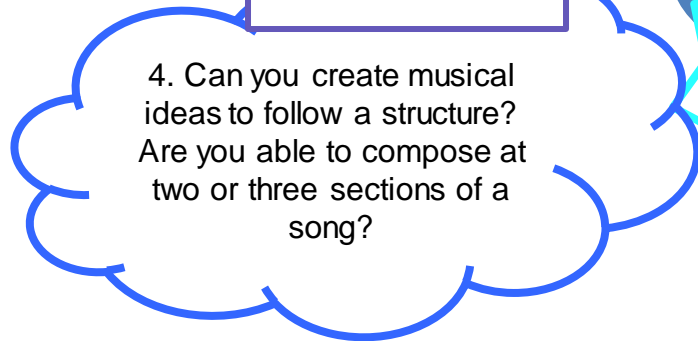 4. Can you create musical
ideas to follow a structure?
Are you able to compose at
two or three sections of a
song?